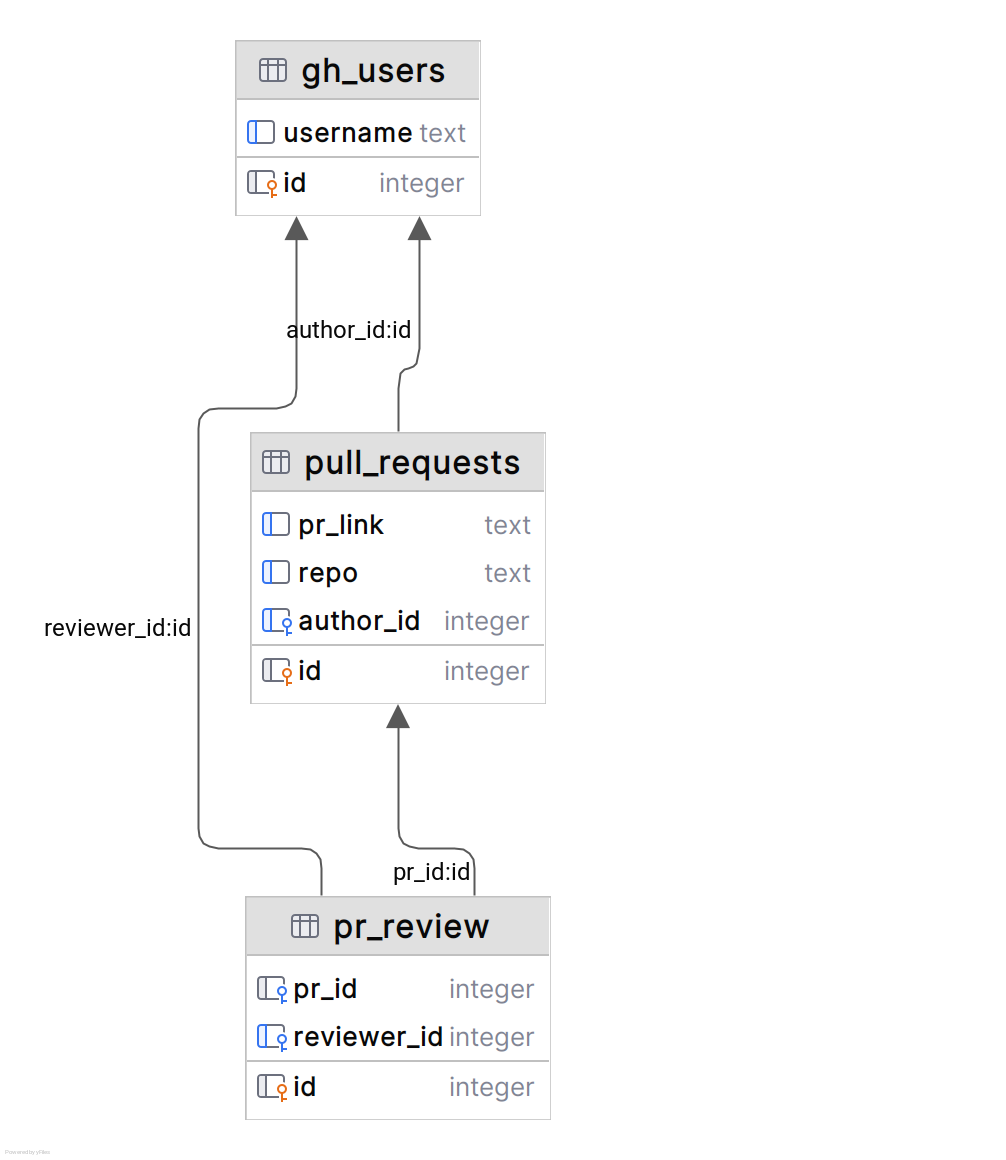 gh_users
username text
id integer
author_id:id
pull_requests
pr_link text
repo text
author_id integer
id integer
reviewer_id:id
pr_id:id
pr_review
pr_id integer
reviewer_id integer
id integer
Powered by yFiles